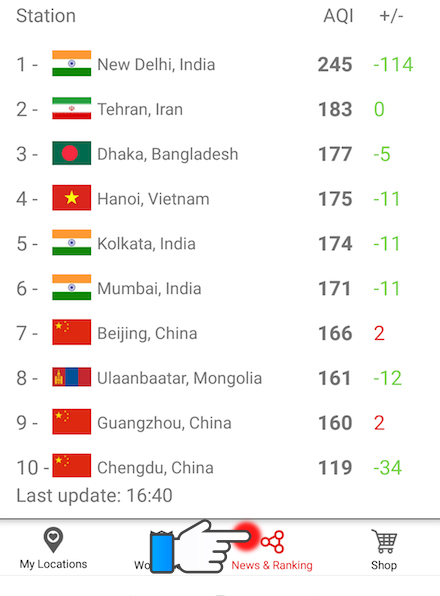 Station AQI +/-
1 - New Delhi, India 245 -114
2 - Tehran, Iran 183 0
3 - Dhaka, Bangladesh 177 -5
4 - Hanoi, Vietnam 175 -11
5 - Kolkata, India 174 -11
6 - Mumbai, India 171 -11
7 - Beijing, China 166 2
8 - Ulaanbaatar, Mongolia 161 -12
9 - Guangzhou, China 160 2
10 - Chengdu, China 119 -34
Last update: 16:40
My Locations News & Ranking Shop